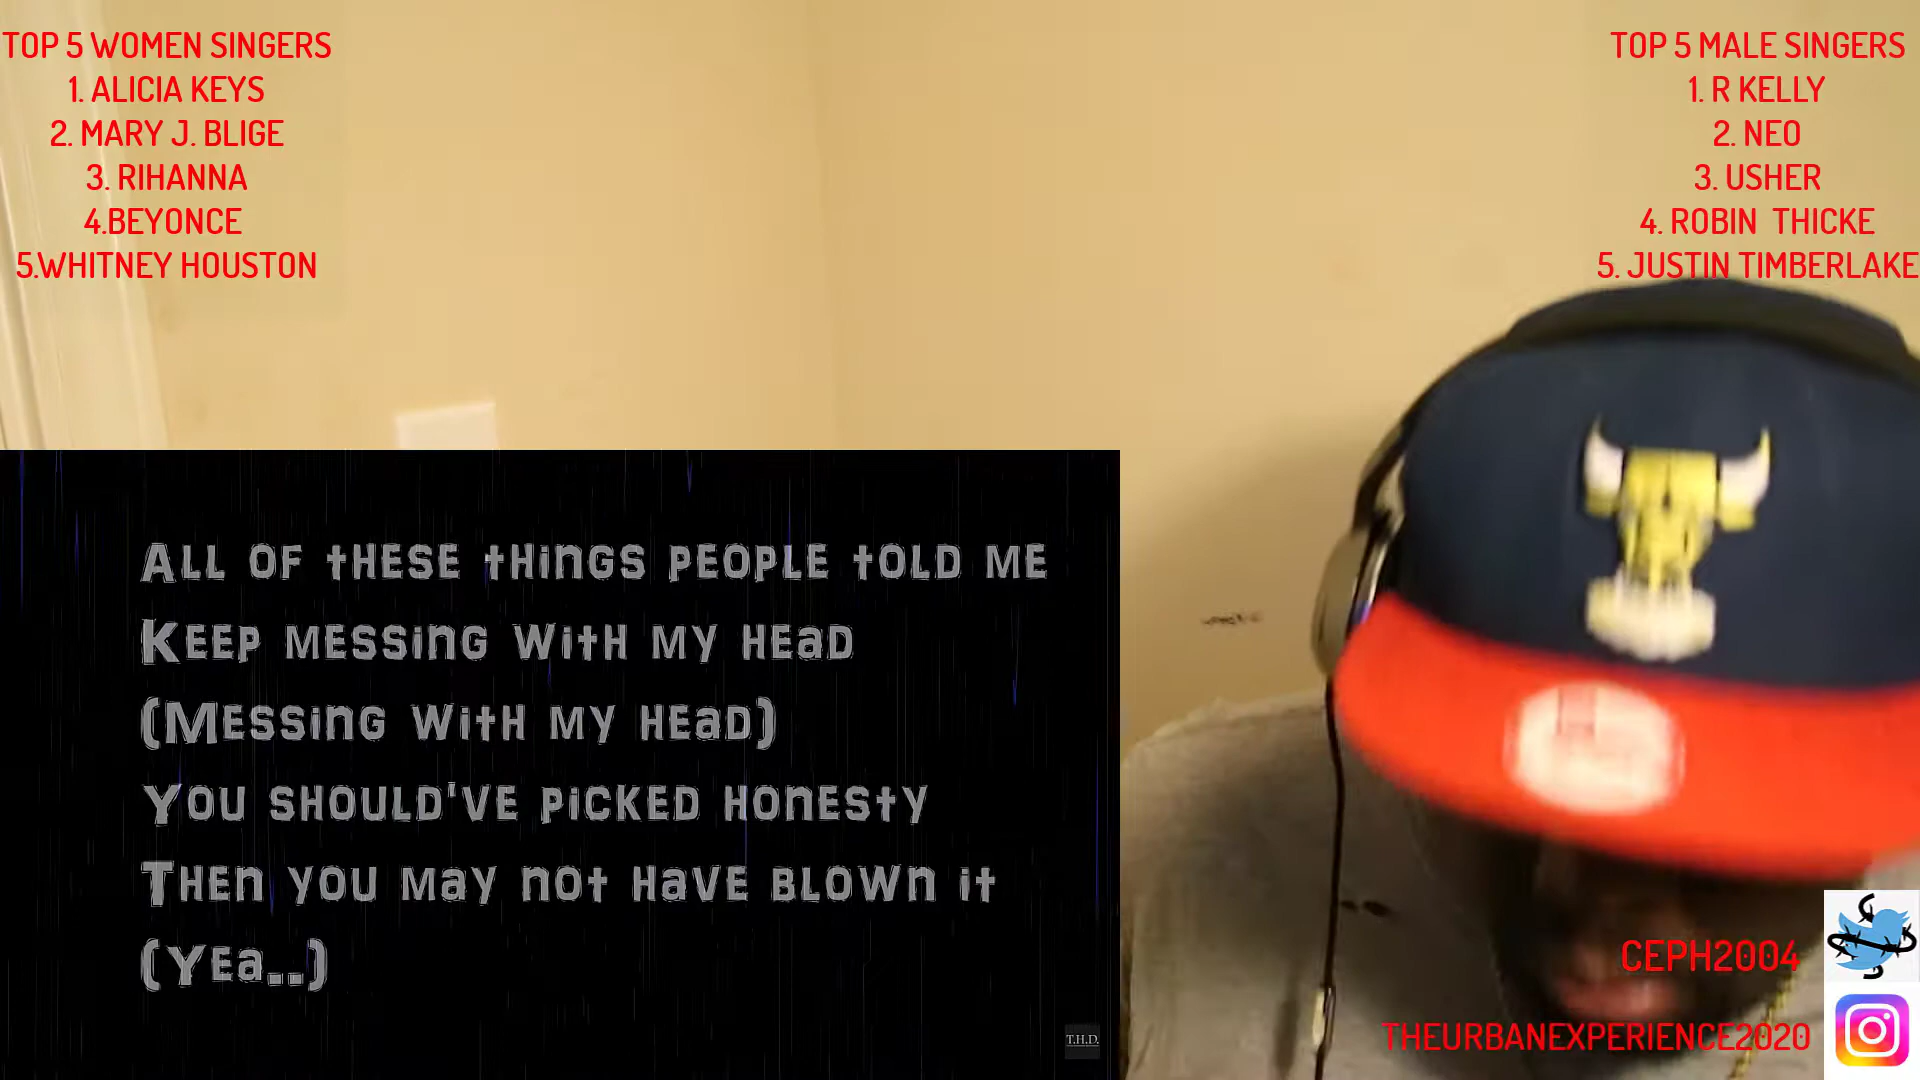 TOP 5 WOMEN SINGERS
1. ALICIA KEYS
2. MARY J. BLIGE
3. RIHANNA
4.BEYONCE
5.WHITNEY HOUSTON
TOP 5 MALE SINGERS
1. R KELLY
2. NEO
3. USHER
4. ROBIN THICKE
5. JUSTIN TIMBERLAKE
ALL OF tHESE tHiNGS PEOPLE tOLD ME
KEEP MESSiNG WitH MY HEaD
(MESSiNG WitH MY HEaD)
YOU SHOULD'VE PiCKED HONEStY
tHEN YOU MaY NOt HaVE BLOWN it
(YEa..)
T.H.D.
CEPH2004
THEURBANEXPERIENCE2020